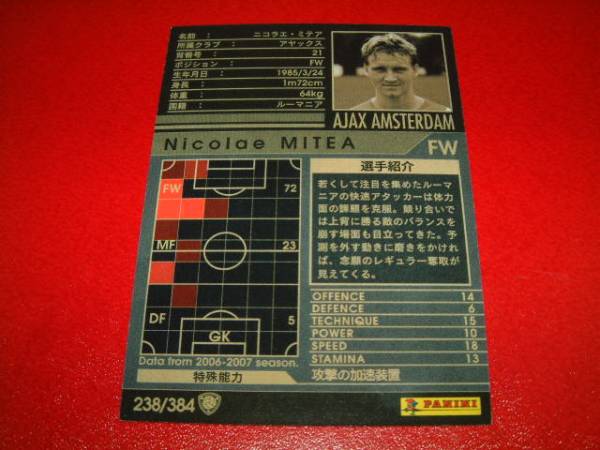 名前 : ニコラエ・ミテア
所属クラブ : アヤックス
背番号 : 21
ポジション : FW
生年月日 : 1985/3/24
身長 : 1m72cm
体重 : 64kg
国籍 : ルーマニア
AJAX AMSTERDAM
Nicolae MITEA
FW
FW 72
MF 23
DF 5
GK
Data from 2006-2007 season.
特殊能力
選手紹介
若くして注目を集めたルーマ
ニアの快速アタッカーは体力
面の課題を克服。競り合いで
は上背に勝る敵のバランスを
崩す場面も目立ってきた。予
測を外す動きに磨きをかけれ
ば、念願のレギュラー奪取が
見えてくる。
OFFENCE 14
DEFENCE 6
TECHNIQUE 15
POWER 10
SPEED 18
STAMINA 13
攻撃の加速装置
238/384
PANINI